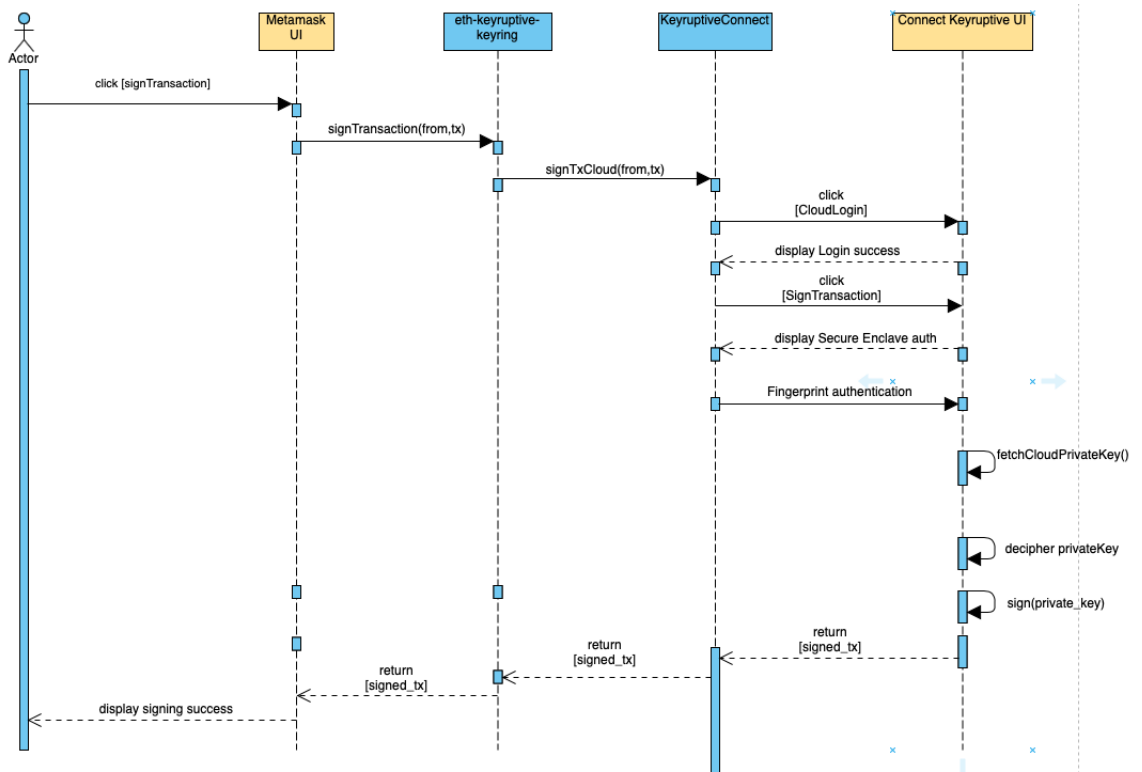 Metamask
UI
eth-keyruptive-
keyring
KeyruptiveConnect
Connect Keyruptive UI
Actor
click [signTransaction]
signTransaction(from,tx)
signTxCloud(from,tx)
click
[CloudLogin]
display Login success
click
[SignTransaction]
display Secure Enclave auth
Fingerprint authentication
fetchCloudPrivateKey()
decipher privateKey
sign(private_key)
return
[signed_tx]
return
[signed_tx]
return
[signed_tx]
display signing success